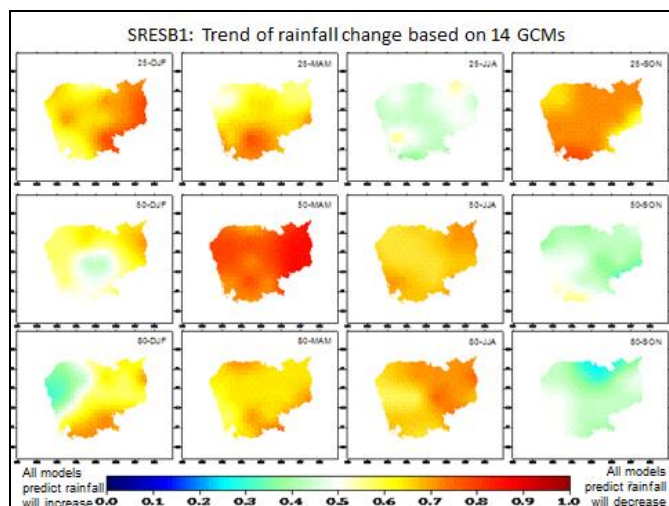 SRESB1: Trend of rainfall change based on 14 GCMs
25-DJF
25-MAM
25-JJA
25-SON
50-DJF
50-MAM
50-JJA
50-SON
80-DJF
80-MAM
80-JJA
80-SON
All models
predict rainfall
will increase
0.0 0.1 0.2 0.3 0.4 0.5 0.6 0.7 0.8 0.9 1.0
All models
predict rainfall
will decrease